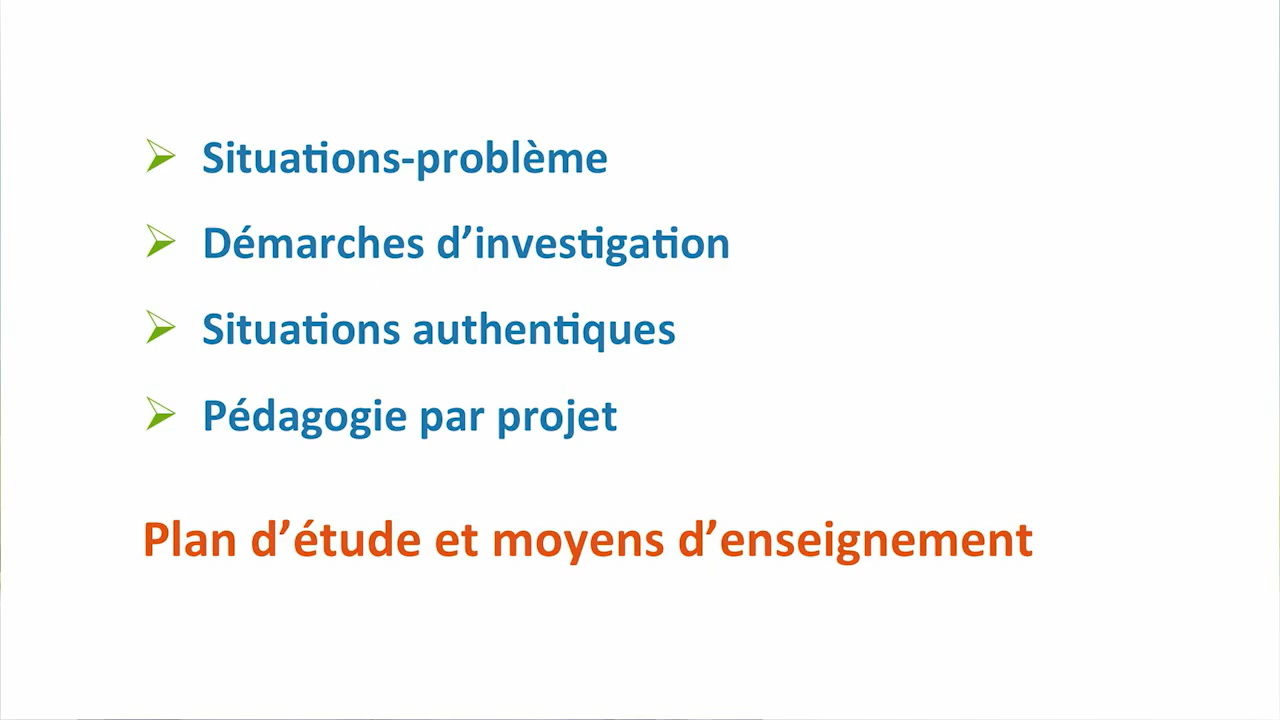 Situations-problème
Démarches d’investigation
Situations authentiques
Pédagogie par projet
Plan d’étude et moyens d’enseignement